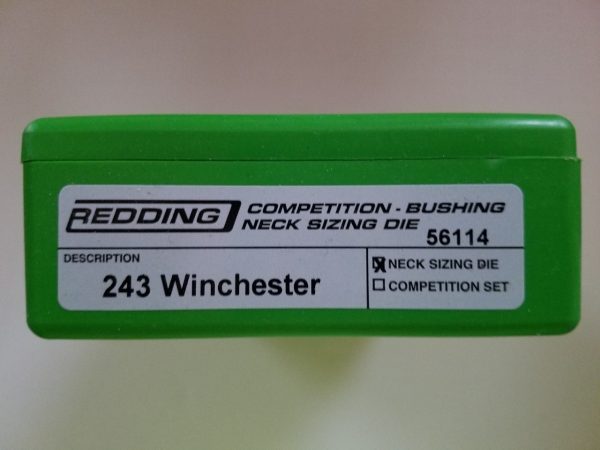 REDDING COMPETITION - BUSHING
NECK SIZING DIE 56114
DESCRIPTION
243 Winchester
NECK SIZING DIE
COMPETITION SET